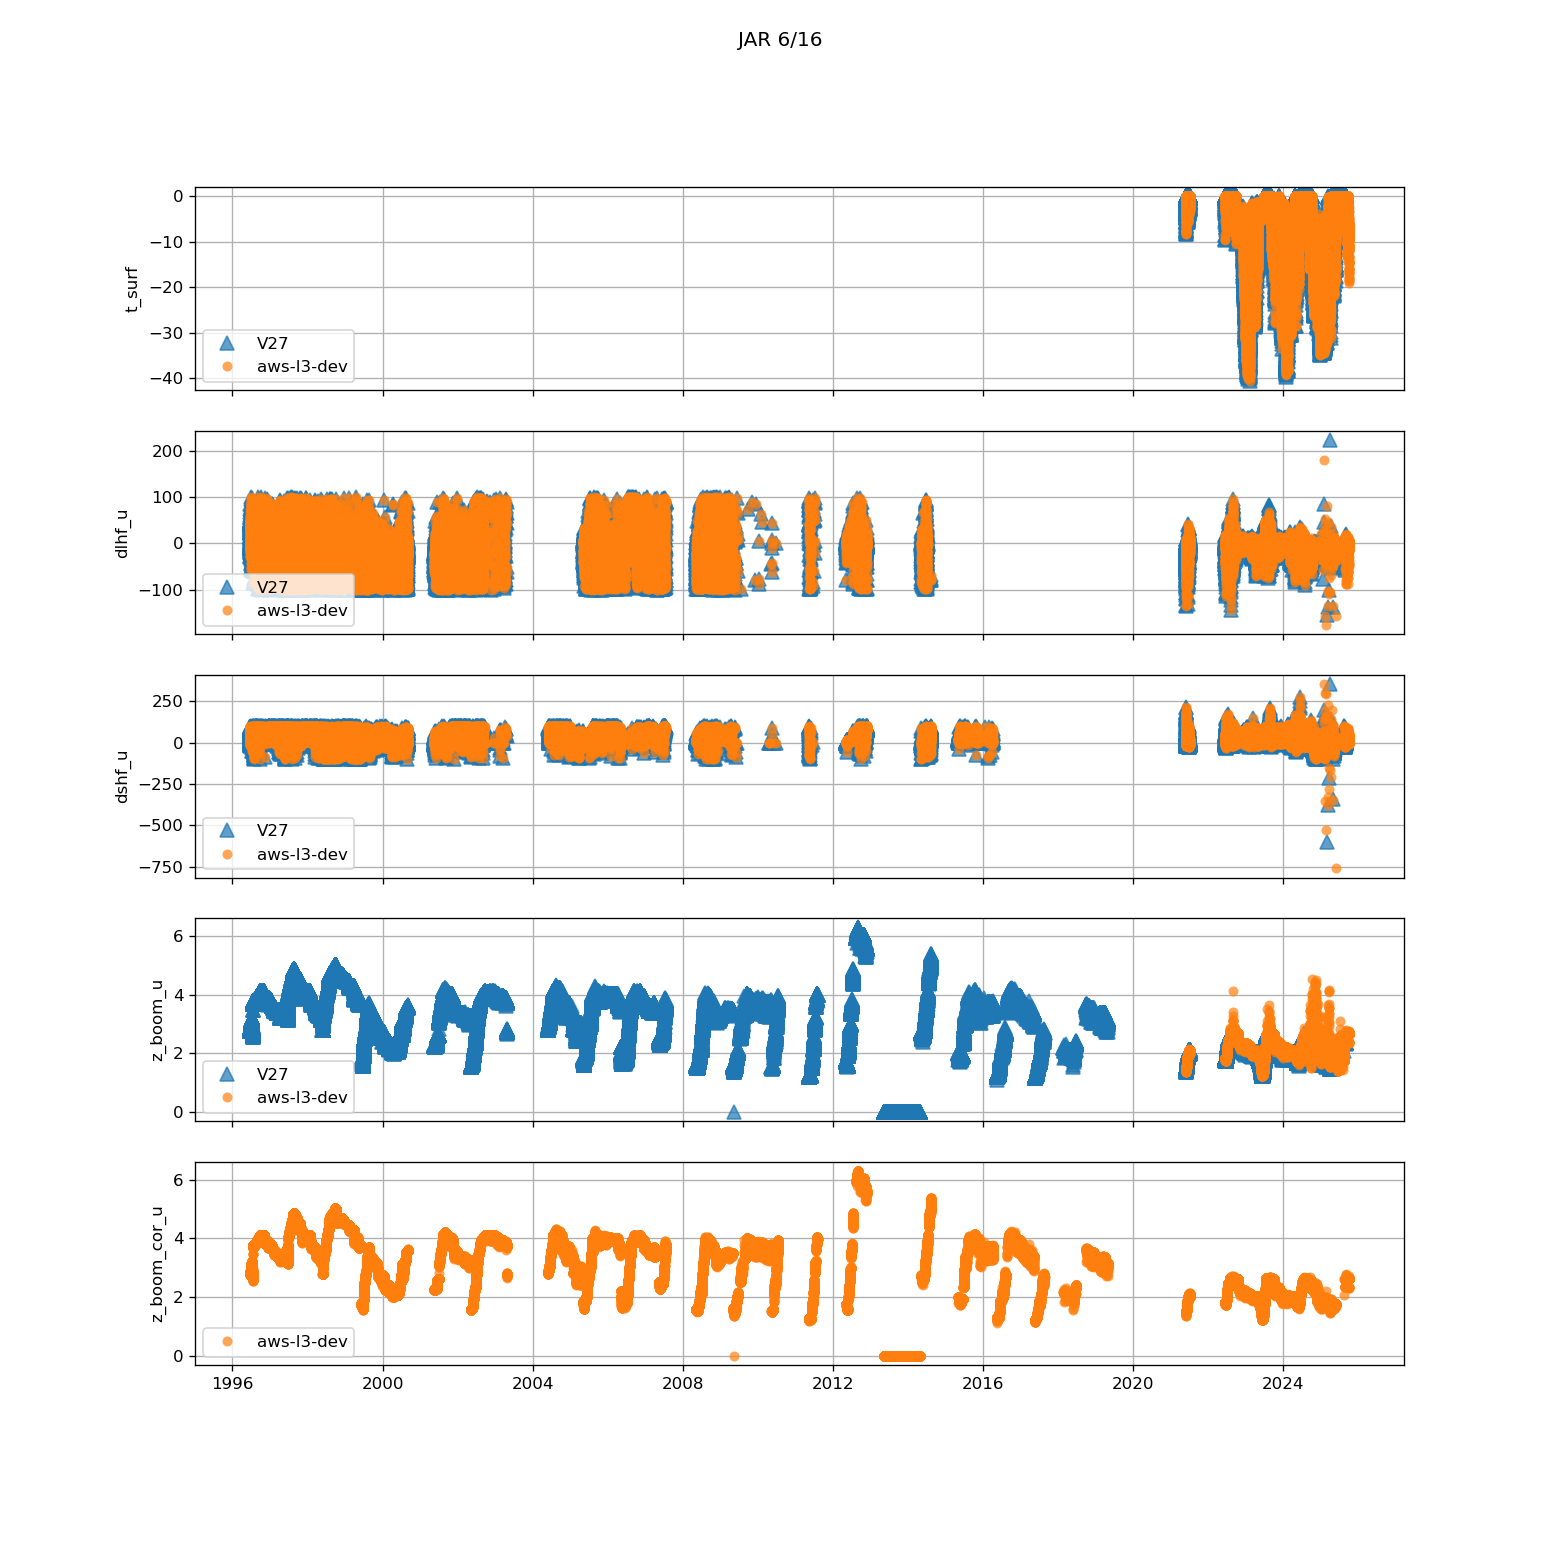 JAR 6/16
t_surf
0
−10
−20
−30
−40
V27
aws-l3-dev
dlhf_u
200
100
0
−100
V27
aws-l3-dev
dshf_u
250
0
−250
−500
−750
V27
aws-l3-dev
z_boom_u
6
4
2
0
V27
aws-l3-dev
z_boom_cor_u
6
4
2
0
aws-l3-dev
1996 2000 2004 2008 2012 2016 2020 2024